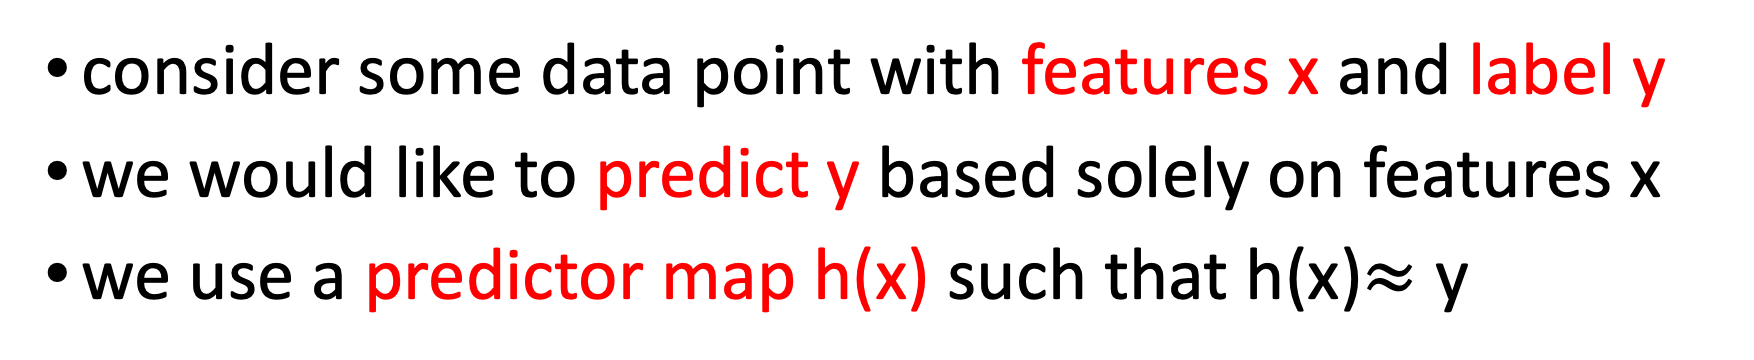 • consider some data point with features x and label y
• we would like to predict y based solely on features x
• we use a predictor map h(x) such that h(x)≈ y